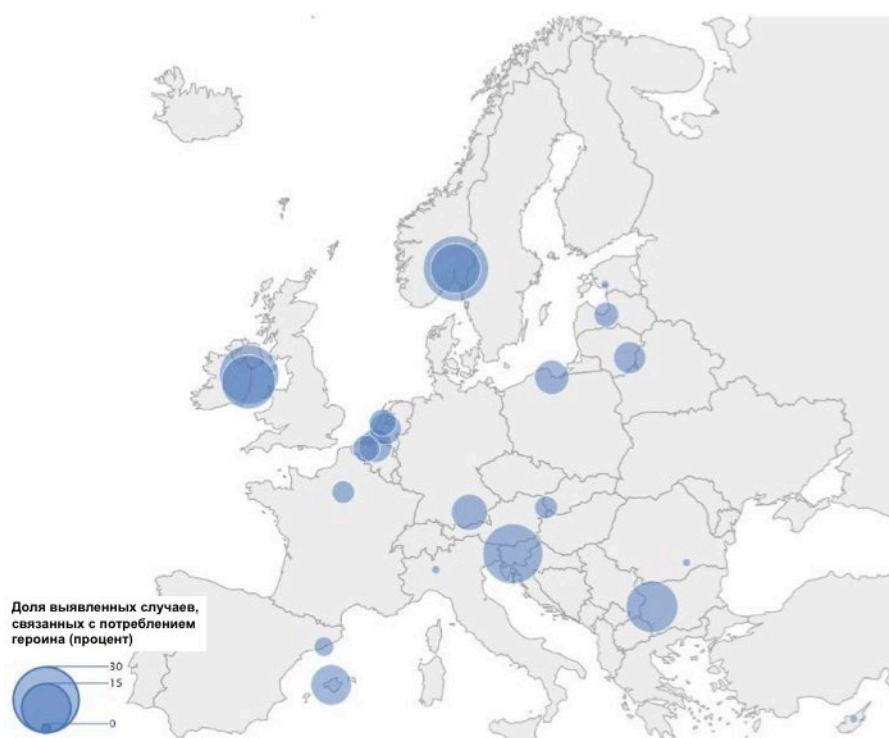 Доля выявленных случаев,
связанных с потреблением
героина (процент)
30
15
0